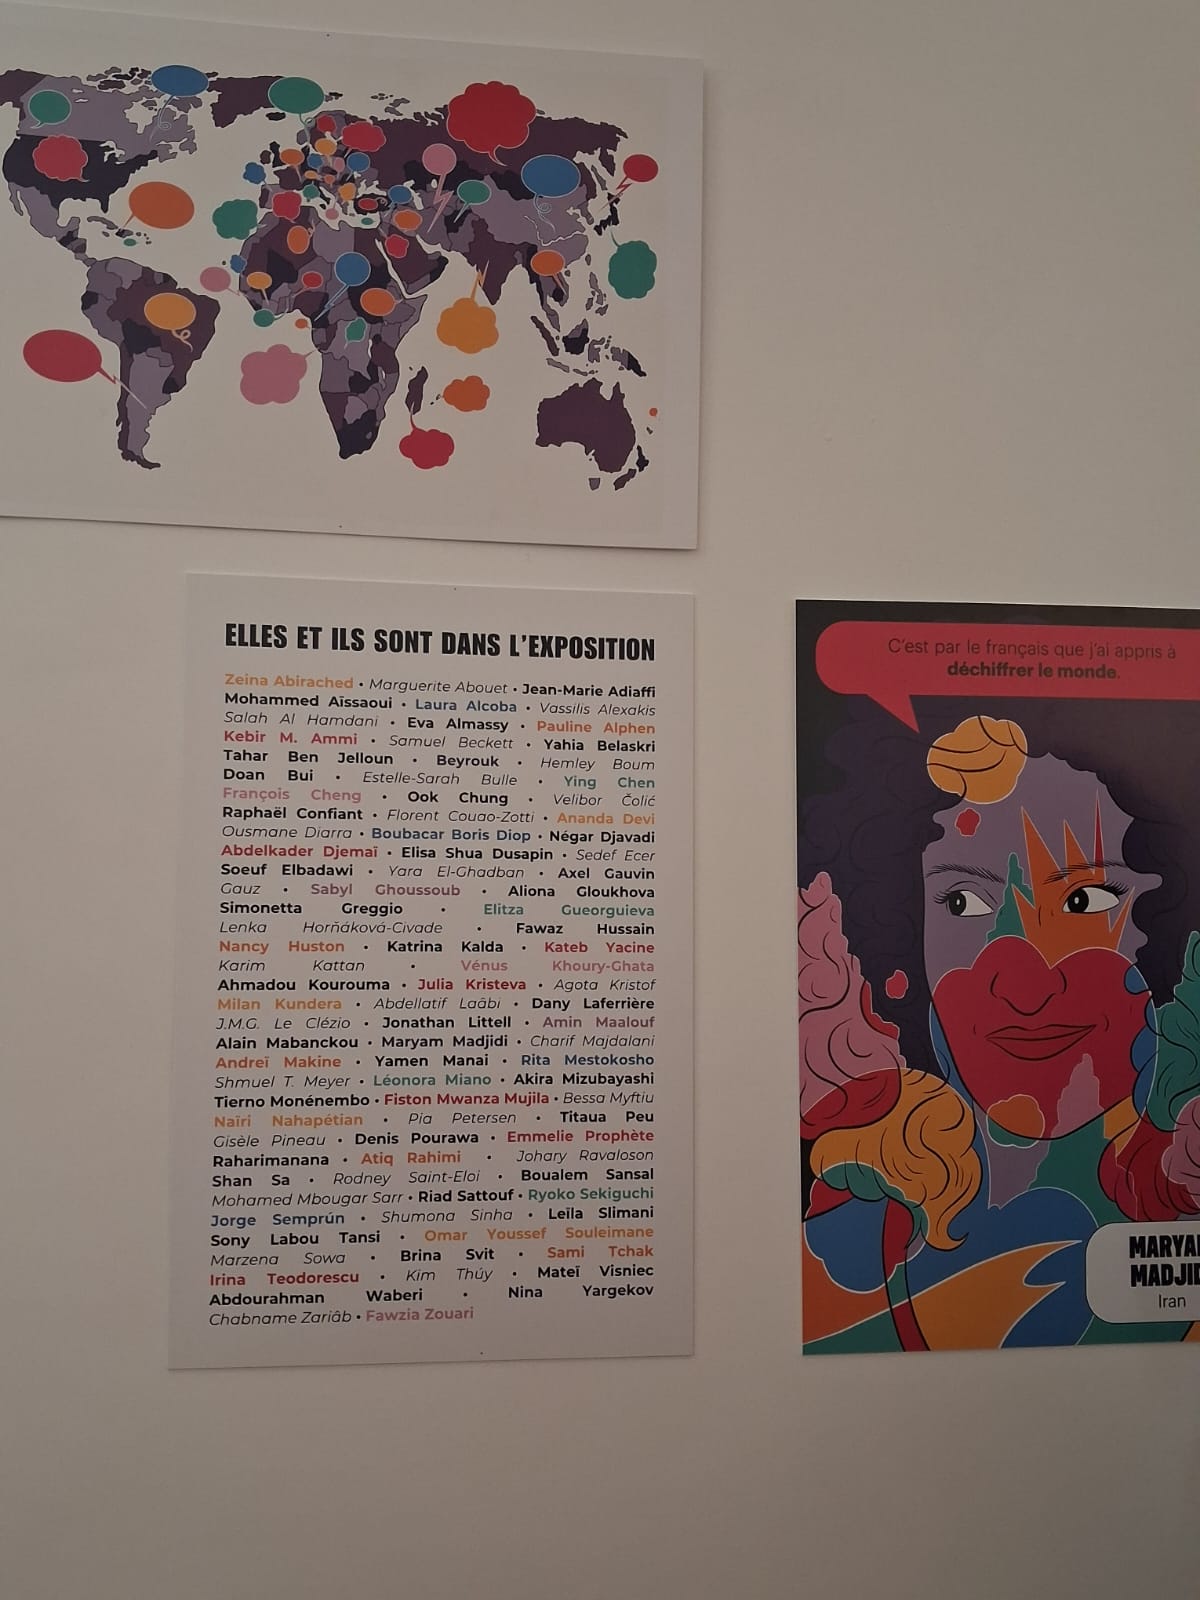 ELLES ET ILS SONT DANS L'EXPOSITION
Zeina Abirached • Marguerite Abouet • Jean-Marie Adiaffi
Mohammed Aïssaoui • Laura Alcoba • Vassilis Alexakis
Salah Al Hamdani • Eva Almassy • Pauline Alphen
Kebir M. Ammi • Samuel Beckett • Yahia Belaskri
Tahar Ben Jelloun • Beyrouk • Hemley Boum
Doan Bui • Estelle-Sarah Bulle • Ying Chen
François Cheng • Ook Chung • Velibor Čolić
Raphaël Confiant • Florent Couao-Zotti • Ananda Devi
Ousmane Diarra • Boubacar Boris Diop • Négar Djavadi
Abdelkader Djemaï • Elisa Shua Dusapin • Sedef Ecer
Soeuf Elbadawi • Yara El-Ghadban • Axel Gauvin
Gauz • Sabyl Ghoussoub • Aliona Gloukhova
Simonetta Greggio • Elitza Gueorguieva
Lenka Horňáková-Civade • Fawaz Hussain
Nancy Huston • Katrina Kalda • Kateb Yacine
Karim Kattan • Vénus Khoury-Ghata
Ahmadou Kourouma • Julia Kristeva • Agota Kristof
Milan Kundera • Abdellatif Laâbi • Dany Laferrière
J.M.G. Le Clézio • Jonathan Littell • Amin Maalouf
Alain Mabanckou • Maryam Madjidi • Charif Majdalani
Andreï Makine • Yamen Manai • Rita Mestokosho
Shmuel T. Meyer • Léonora Miano • Akira Mizubayashi
Tierno Monénembo • Fiston Mwanza Mujila • Bessa Myftiu
Naïri Nahapétian • Pia Petersen • Titaua Peu
Gisèle Pineau • Denis Pourawa • Emmelie Prophète
Raharimanana • Atiq Rahimi • Johary Ravaloson
Shan Sa • Rodney Saint-Eloi • Boualem Sansal
Mohamed Mbougar Sarr • Riad Sattouf • Ryoko Sekiguchi
Jorge Semprún • Shumona Sinha • Leïla Slimani
Sony Labou Tansi • Omar Youssef Souleimane
Marzena Sowa • Brina Svit • Sami Tchak
Irina Teodorescu • Kim Thúy • Mateï Visniec
Abdourahman Waberi • Nina Yargekov
Chabname Zariâb • Fawzia Zouari
C'est par le français que j'ai appris à
déchiffrer le monde.
MARYA
MADJID
Iran